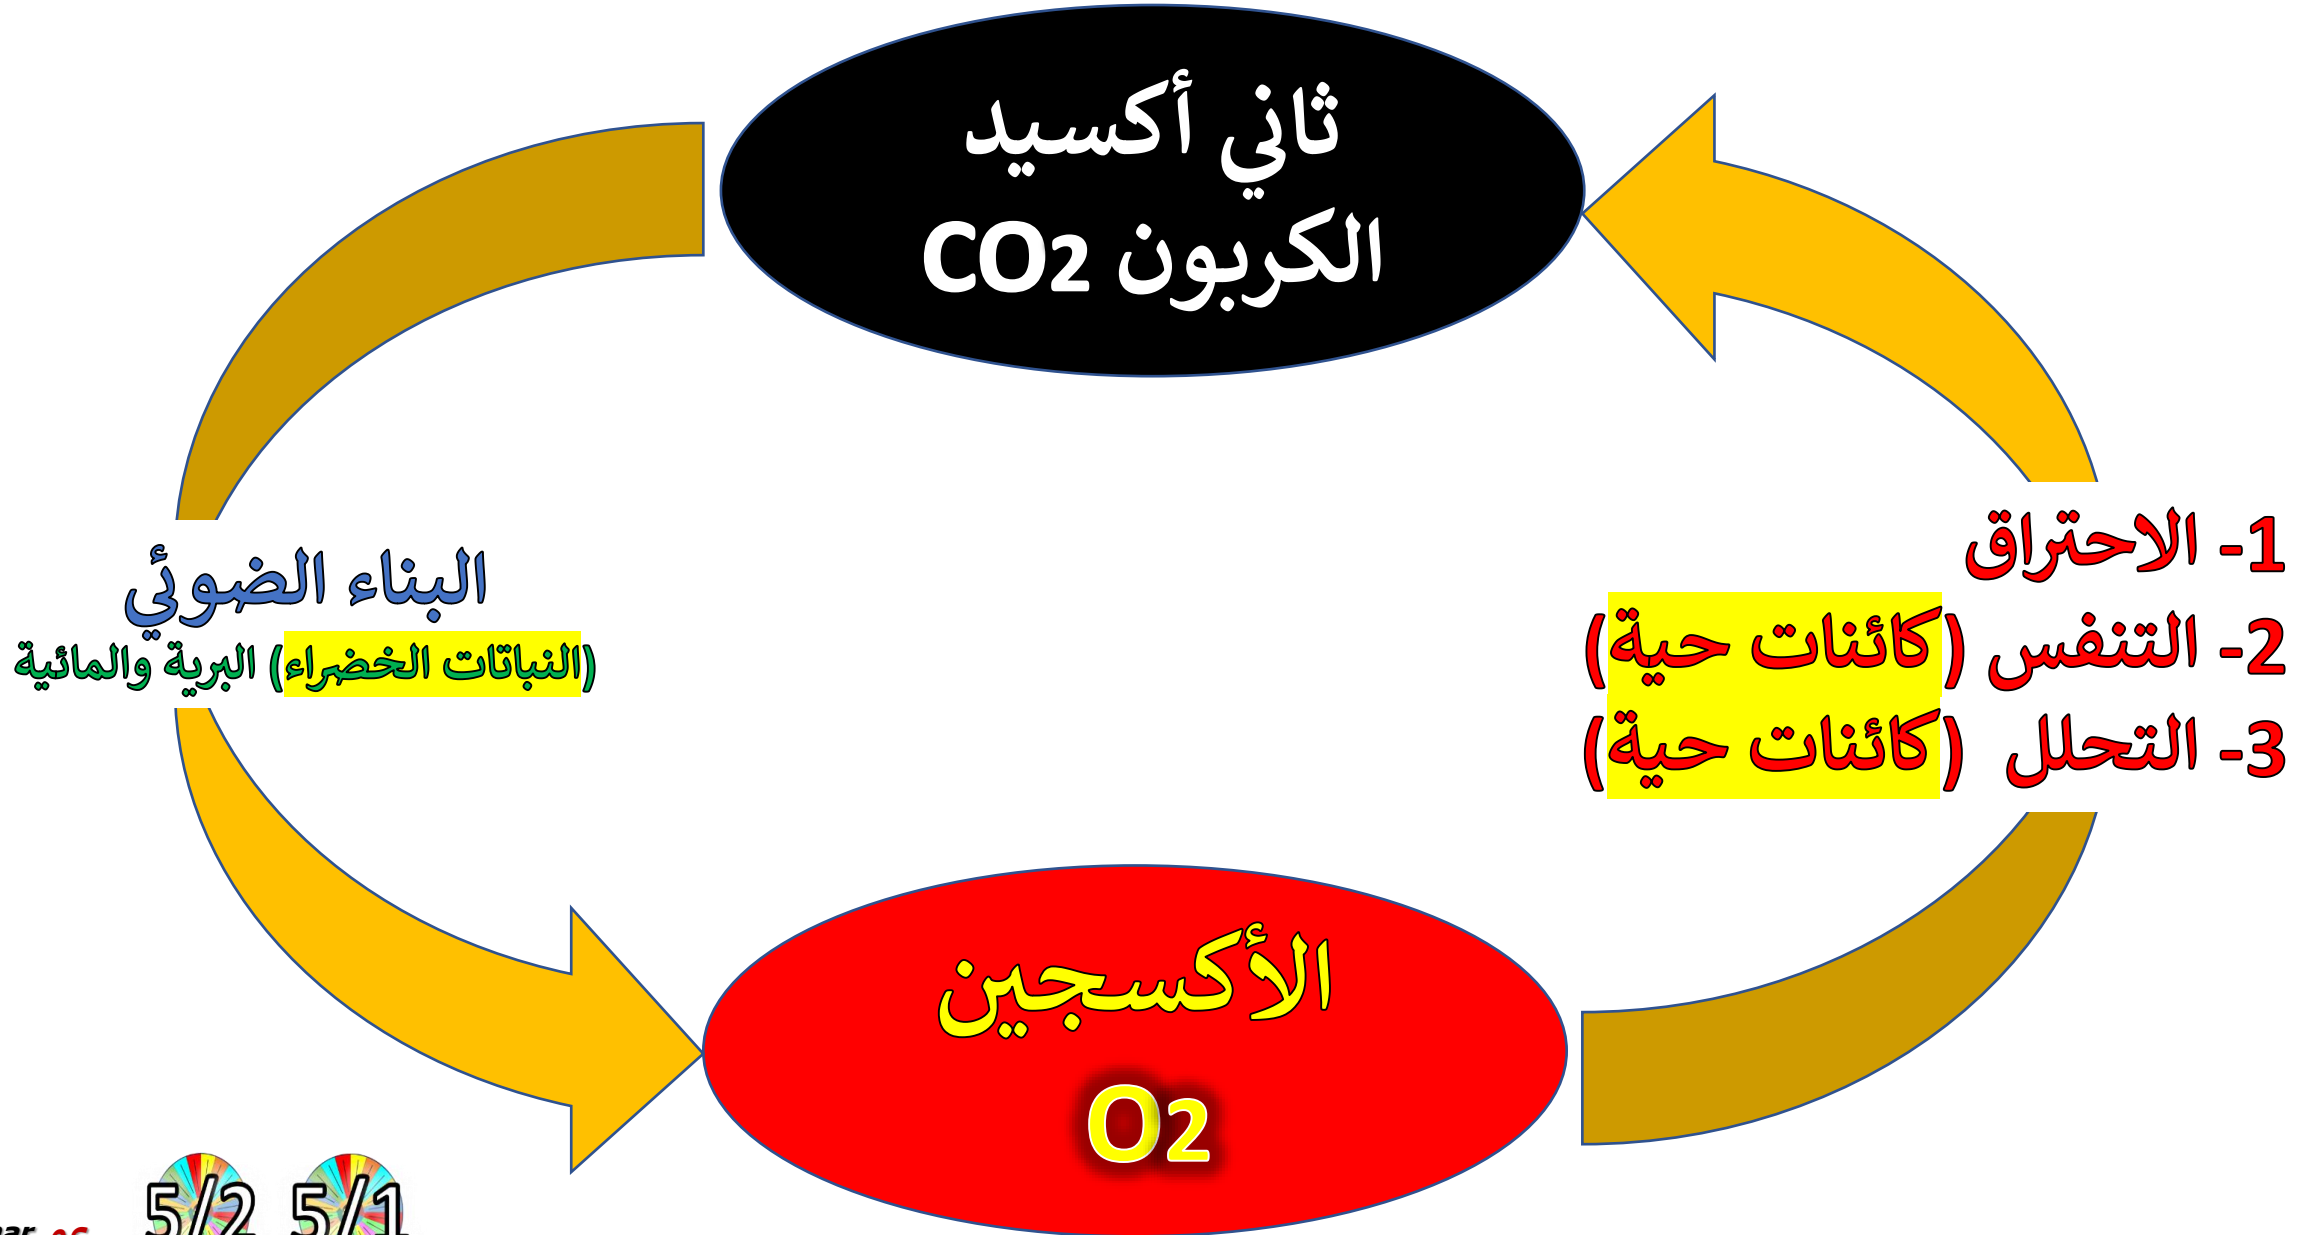 ثاني أكسيد
الكربون CO2
1- الاحتراق
2- التنفس (كائنات حية)
3- التحلل (كائنات حية)
البناء الضوئي
(النباتات الخضراء) البرية والمائية
الأكسجين
O2
5/2 5/1